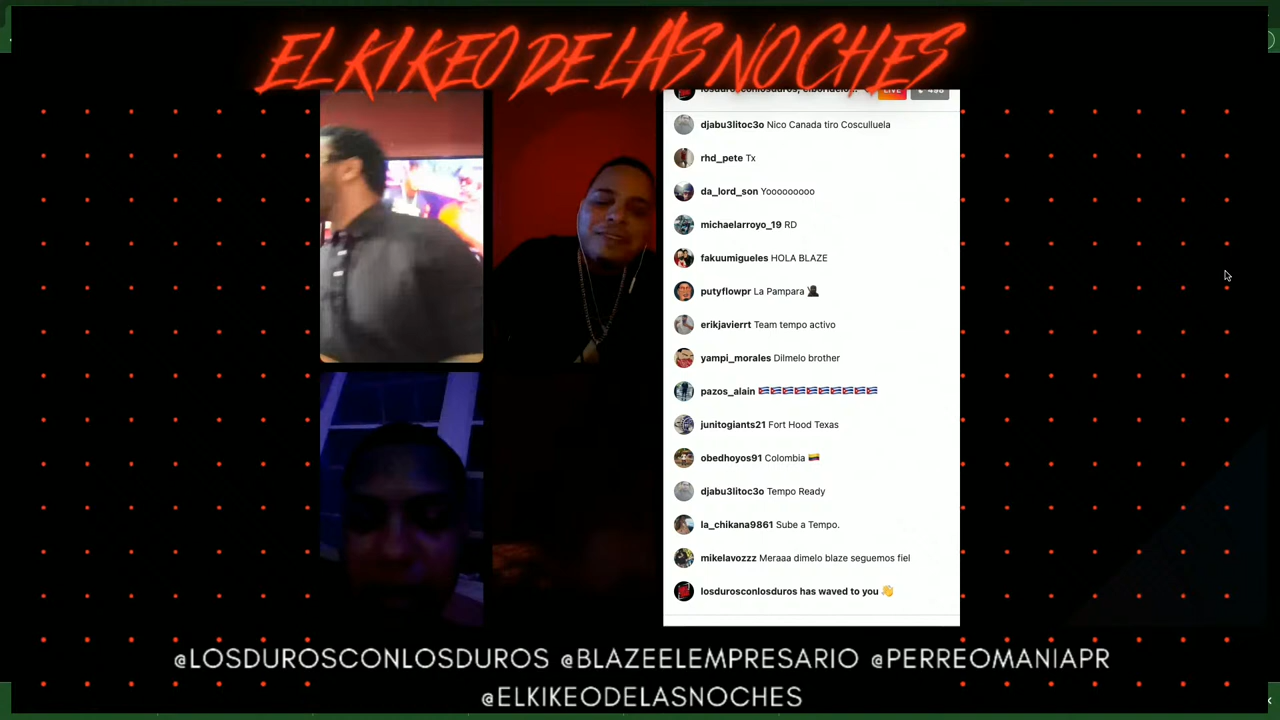 EL KIKEO DE LAS NOCHES
LIVE
djabu3litoc3o Nico Canada tiro Cosculluela
rhd_pete Tx
da_lord_son Yooooooooo
michaelarroyo_19 RD
fakuumigueles HOLA BLAZE
putyflowpr La Pampara
erikjavierrt Team tempo activo
yampi_morales Dilmelo brother
pazos_alain 🇨🇺🇨🇺🇨🇺🇨🇺🇨🇺🇨🇺🇨🇺🇨🇺🇨🇺🇨🇺
junitogiants21 Fort Hood Texas
obedhoyos91 Colombia 🇨🇴
djabu3litoc3o Tempo Ready
la_chikana9861 Sube a Tempo.
mikelavozzz Meraaa dimelo blaze seguemos fiel
losdurosconlosduros has waved to you 👋
@LOSDUROSCONLOSDUROS @BLAZEELEMPRESARIO @PERREOMANIAPR
@ELKIKEODELASNOCHES